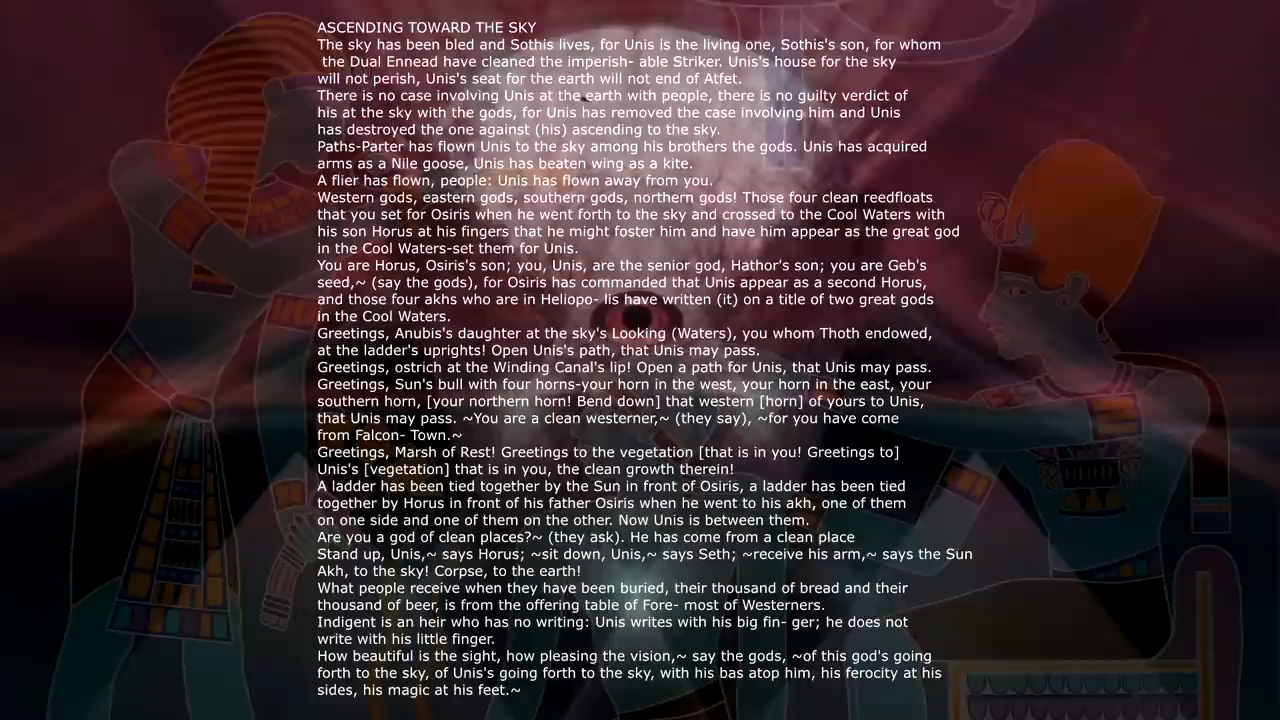 ASCENDING TOWARD THE SKY
The sky has been bled and Sothis lives, for Unis is the living one, Sothis's son, for whom
the Dual Ennead have cleaned the imperish- able Striker. Unis's house for the sky
will not perish, Unis's seat for the earth will not end of Atfet.
There is no case involving Unis at the earth with people, there is no guilty verdict of
his at the sky with the gods, for Unis has removed the case involving him and Unis
has destroyed the one against (his) ascending to the sky.
Paths-Parter has flown Unis to the sky among his brothers the gods. Unis has acquired
arms as a Nile goose, Unis has beaten wing as a kite.
A flier has flown, people: Unis has flown away from you.
Western gods, eastern gods, southern gods, northern gods! Those four clean reedfloats
that you set for Osiris when he went forth to the sky and crossed to the Cool Waters with
his son Horus at his fingers that he might foster him and have him appear as the great god
in the Cool Waters-set them for Unis.
You are Horus, Osiris's son; you, Unis, are the senior god, Hathor's son; you are Geb's
seed,~ (say the gods), for Osiris has commanded that Unis appear as a second Horus,
and those four akhs who are in Heliopo- lis have written (it) on a title of two great gods
in the Cool Waters.
Greetings, Anubis's daughter at the sky's Looking (Waters), you whom Thoth endowed,
at the ladder's uprights! Open Unis's path, that Unis may pass.
Greetings, ostrich at the Winding Canal's lip! Open a path for Unis, that Unis may pass.
Greetings, Sun's bull with four horns-your horn in the west, your horn in the east, your
southern horn, [your northern horn! Bend down] that western [horn] of yours to Unis,
that Unis may pass. ~You are a clean westerner,~ (they say), ~for you have come
from Falcon- Town.~
Greetings, Marsh of Rest! Greetings to the vegetation [that is in you! Greetings to]
Unis's [vegetation] that is in you, the clean growth therein!
A ladder has been tied together by the Sun in front of Osiris, a ladder has been tied
together by Horus in front of his father Osiris when he went to his akh, one of them
on one side and one of them on the other. Now Unis is between them.
Are you a god of clean places?~ (they ask). He has come from a clean place
Stand up, Unis,~ says Horus; ~sit down, Unis,~ says Seth; ~receive his arm,~ says the Sun
Akh, to the sky! Corpse, to the earth!
What people receive when they have been buried, their thousand of bread and their
thousand of beer, is from the offering table of Fore- most of Westerners.
Indigent is an heir who has no writing: Unis writes with his big fin- ger; he does not
write with his little finger.
How beautiful is the sight, how pleasing the vision,~ say the gods, ~of this god's going
forth to the sky, of Unis's going forth to the sky, with his bas atop him, his ferocity at his
sides, his magic at his feet.~